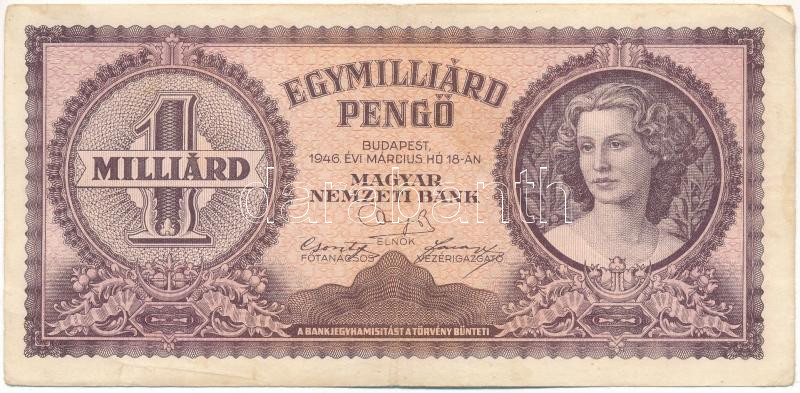 EGYMILLIÁRD
PENGŐ
1
MILLIÁRD
BUDAPEST,
1946. ÉVI MÁRCIUS HÓ 18-ÁN
MAGYAR
NEMZETI BANK
ELNÖK
FŐTANÁCSOS
VEZÉRIGAZGATÓ
A BANKJEGYHAMISÍTÁST A TÖRVÉNY BÜNTETI
darabanth